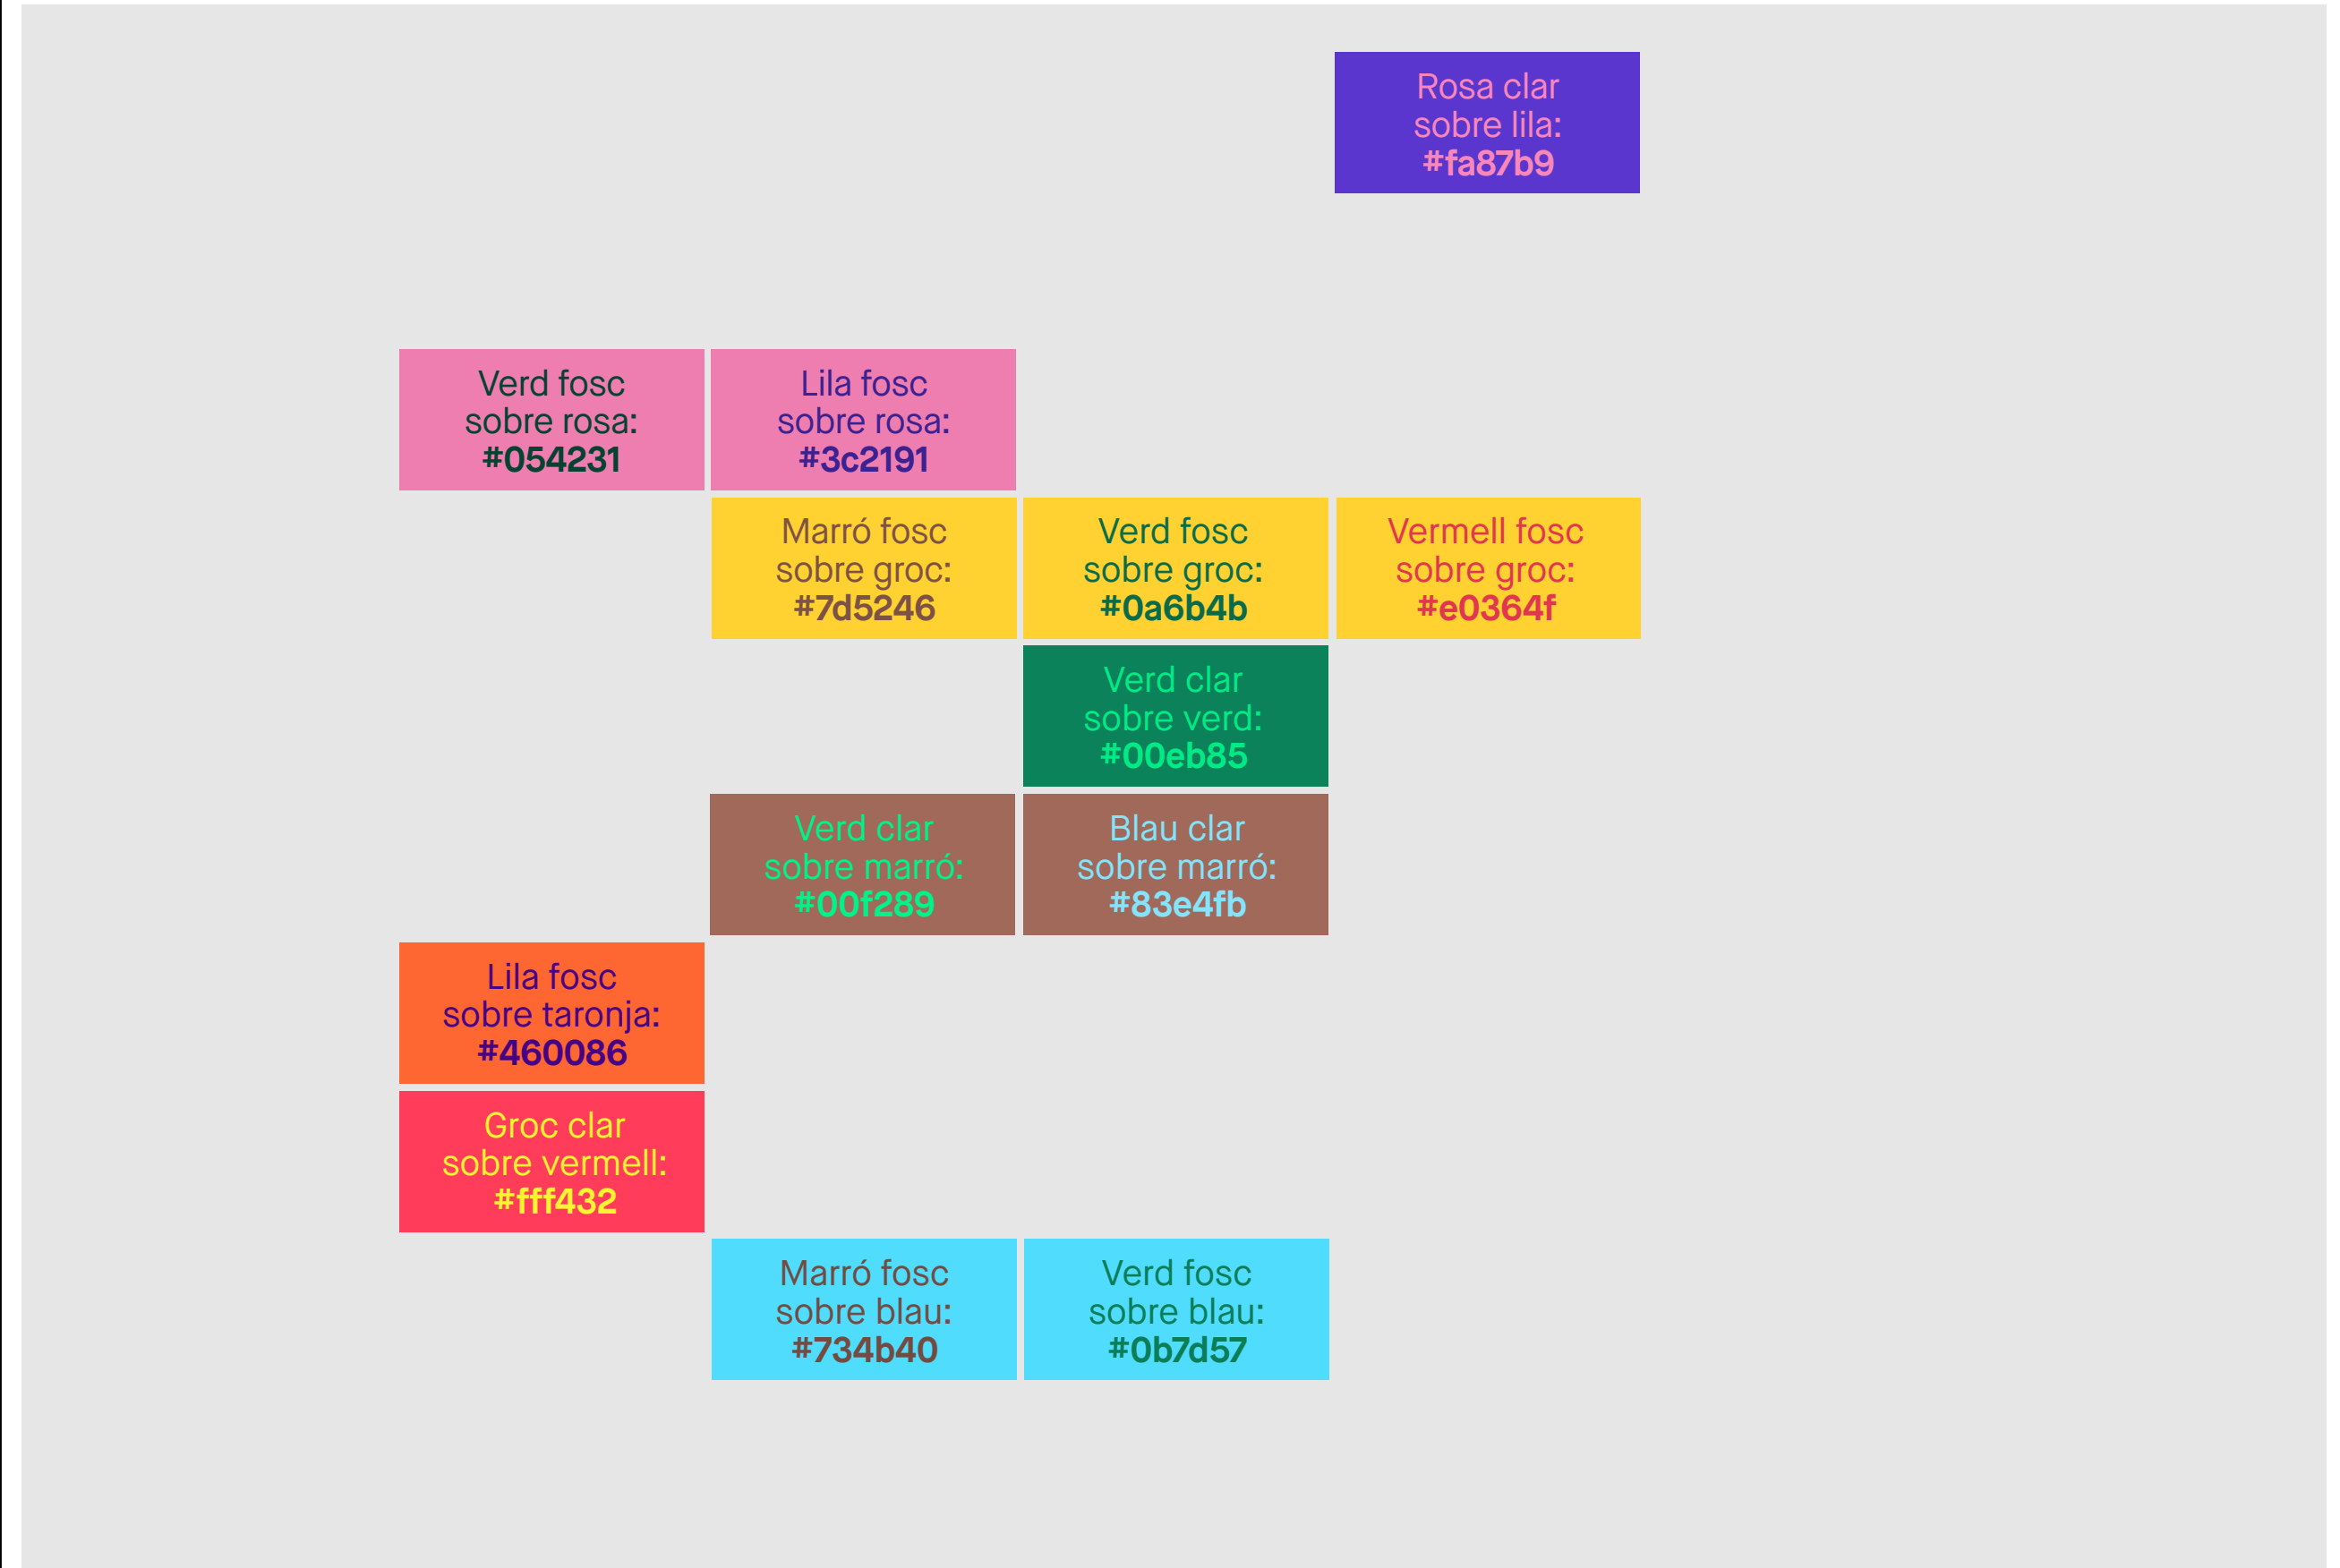 Rosa clar
sobre lila:
#fa87b9
Verd fosc
sobre rosa:
#054231
Lila fosc
sobre rosa:
#3c2191
Marró fosc
sobre groc:
#7d5246
Verd fosc
sobre groc:
#0a6b4b
Vermell fosc
sobre groc:
#e0364f
Verd clar
sobre verd:
#00eb85
Verd clar
sobre marró:
#00f289
Blau clar
sobre marró:
#83e4fb
Lila fosc
sobre taronja:
#460086
Groc clar
sobre vermell:
#fff432
Marró fosc
sobre blau:
#734b40
Verd fosc
sobre blau:
#0b7d57